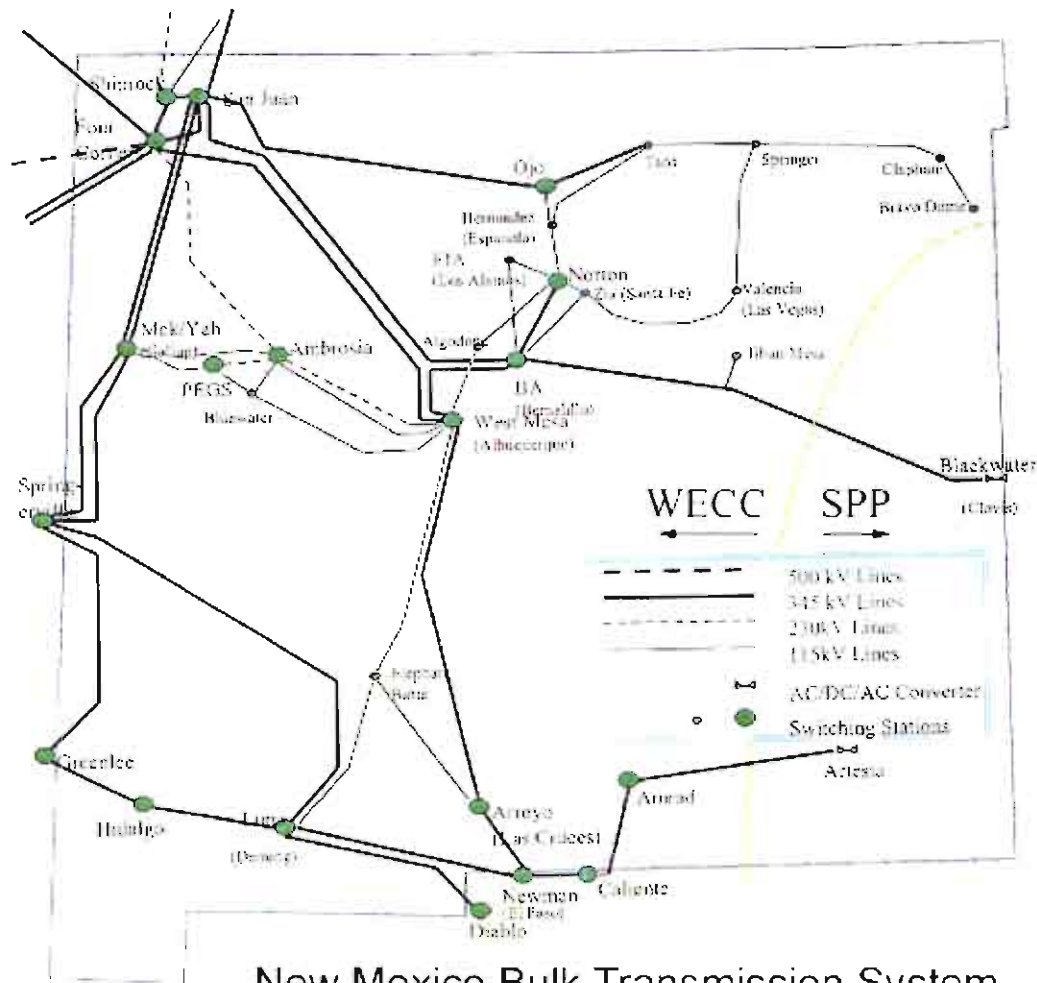 Shiprock
San Juan
Four
Corners
Ojo
Taos
Springer
Clapham
Bravo Dome
Hernandez
(Espanola)
ETA
(Los Alamos)
Norton
Zia (Santa Fe)
Valencia
(Las Vegas)
Mck/Yah
Ambrosia
Algodon
PEGS
Bluewater
BA
(Bernalillo)
West Mesa
(Albuquerque)
Blackwater
(Clovis)
Spring-
WECC SPP
500 kV Lines
345 kV Lines
230kV Lines
115kV Lines
AC/DC/AC Converter
Switching Stations
Elephant
Butte
Artesia
Greenlee
Hidalgo
Luna
(Deming)
Arroyo
(Las Cruces)
Amrad
Newman
(El Paso)
Caliente
Diablo
New Mexico Bulk Transmission System